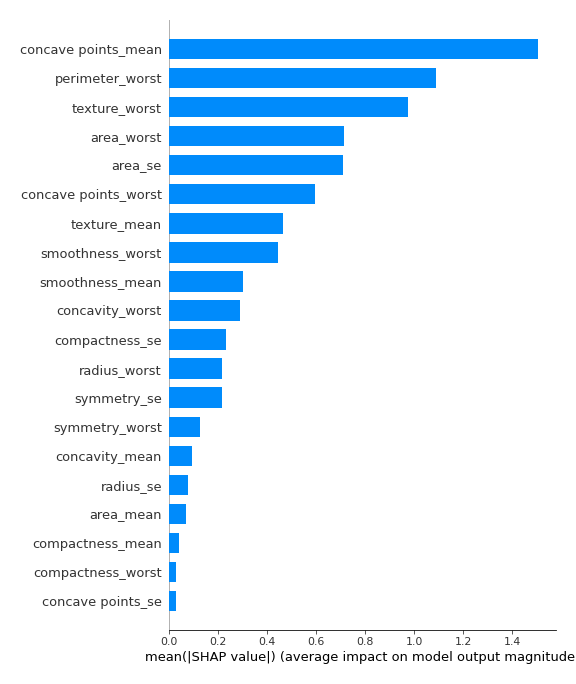 concave points_mean
perimeter_worst
texture_worst
area_worst
area_se
concave points_worst
texture_mean
smoothness_worst
smoothness_mean
concavity_worst
compactness_se
radius_worst
symmetry_se
symmetry_worst
concavity_mean
radius_se
area_mean
compactness_mean
compactness_worst
concave points_se
0.0 0.2 0.4 0.6 0.8 1.0 1.2 1.4
mean(|SHAP value|) (average impact on model output magnitude